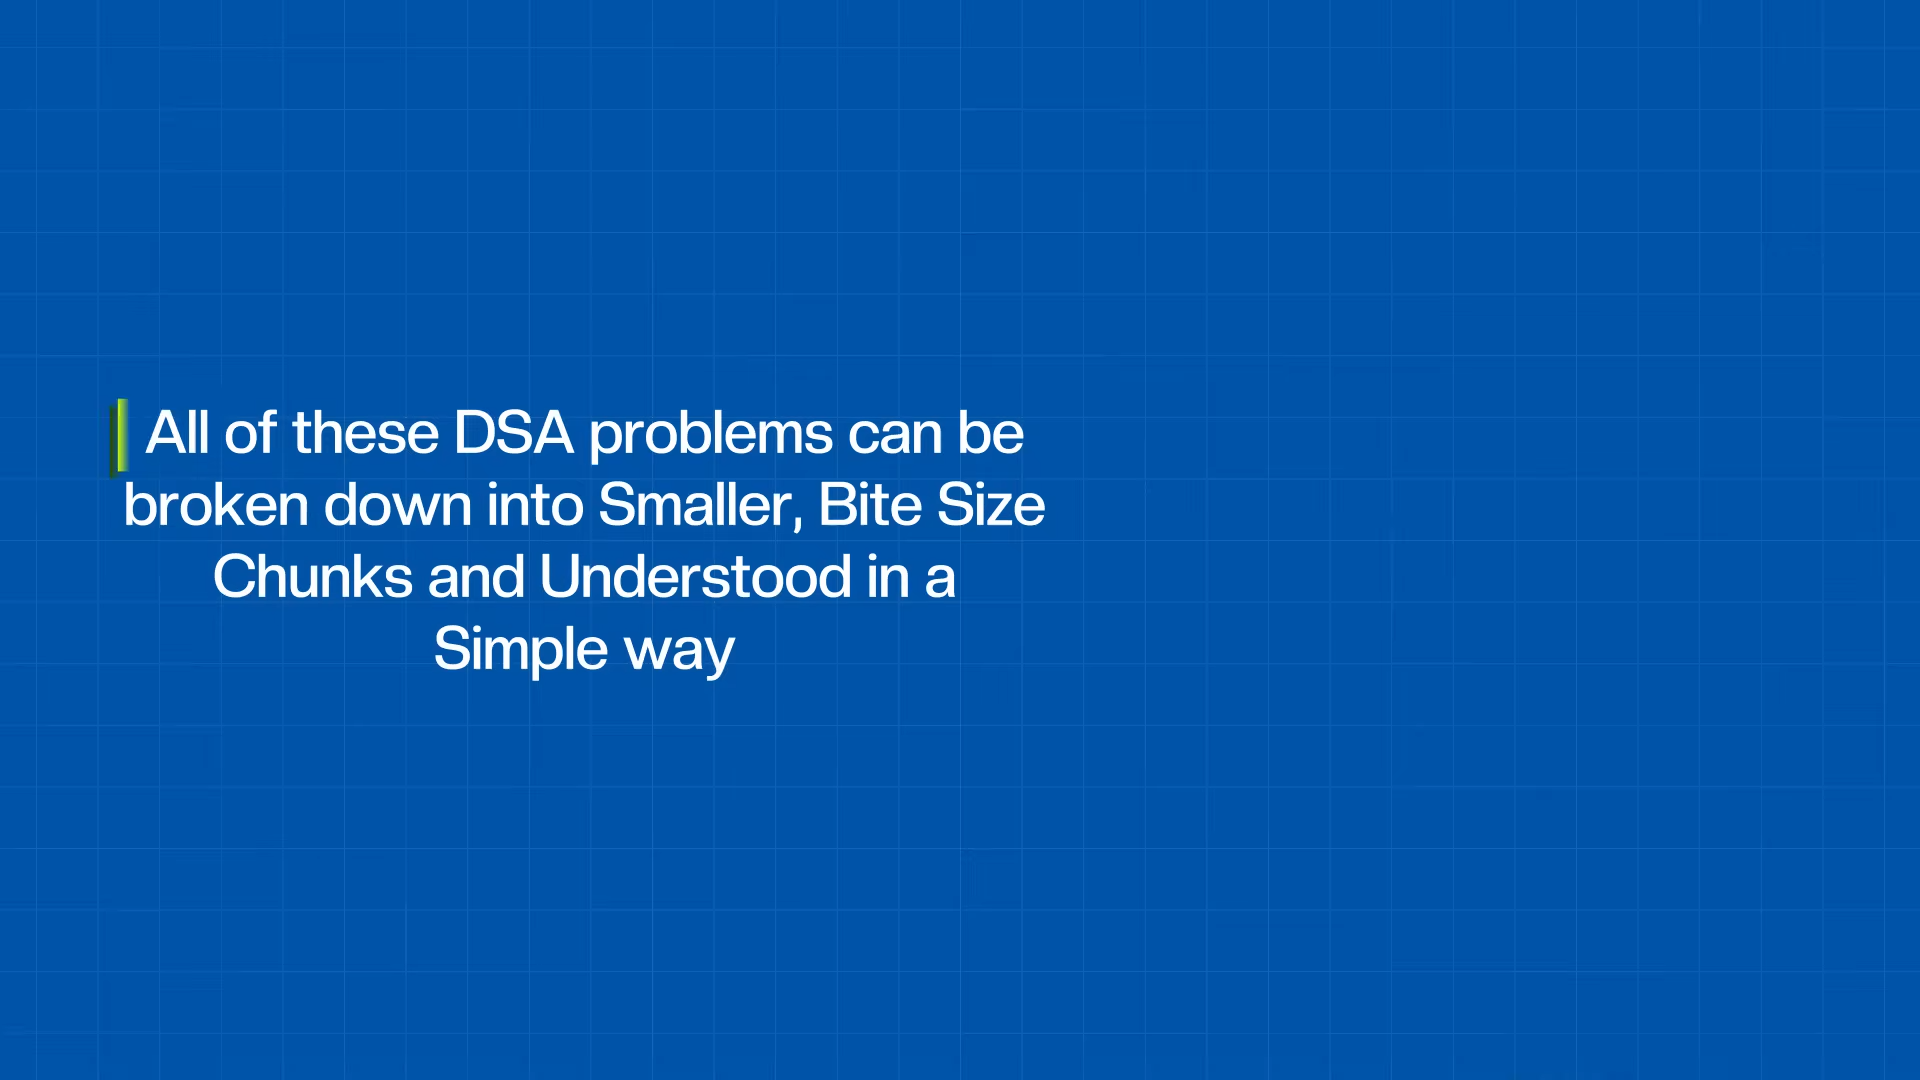 All of these DSA problems can be
broken down into Smaller, Bite Size
Chunks and Understood in a
Simple way